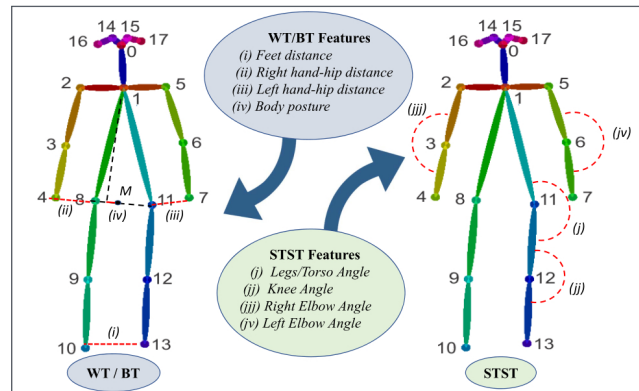 14 15
16 17
0
2 5
1
3 6
4 8 M 11 7
(ii) (iv) (iii)
9 12
(i)
10 13
WT / BT
WT/BT Features
(i) Feet distance
(ii) Right hand-hip distance
(iii) Left hand-hip distance
(iv) Body posture
STST Features
(j) Legs/Torso Angle
(jj) Knee Angle
(jjj) Right Elbow Angle
(jv) Left Elbow Angle
14 15
16 17
0
2 5
1
(jjj) (jv)
3 6
4 8 11 7
(j)
9 12
(jj)
10 13
STST